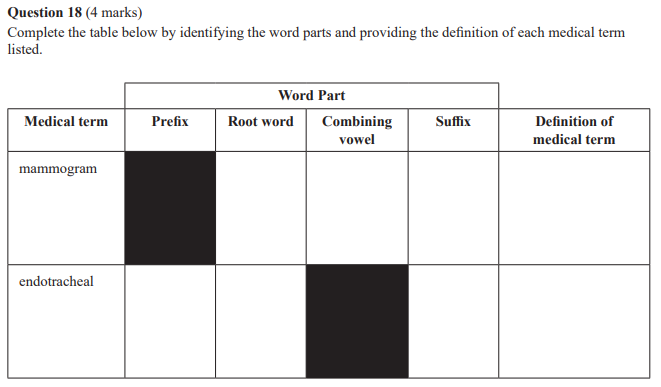 Question 18 (4 marks)
Complete the table below by identifying the word parts and providing the definition of each medical term
listed.
Word Part
Medical term Prefix Root word Combining vowel Suffix Definition of medical term
mammogram
endotracheal